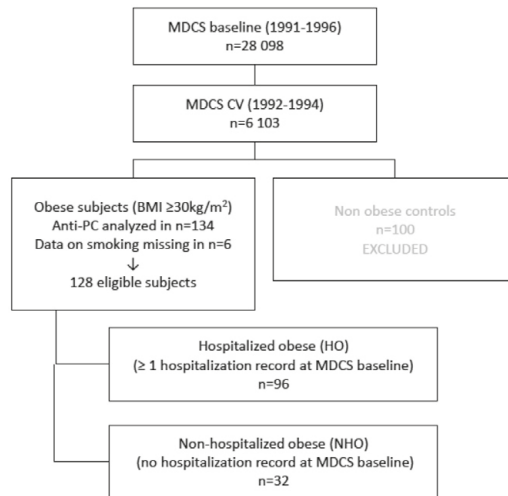 MDCS baseline (1991-1996)
n=28 098
MDCS CV (1992-1994)
n=6 103
Obese subjects (BMI ≥30kg/m²)
Anti-PC analyzed in n=134
Data on smoking missing in n=6
↓
128 eligible subjects
Non obese controls
n=100
EXCLUDED
Hospitalized obese (HO)
(≥ 1 hospitalization record at MDCS baseline)
n=96
Non-hospitalized obese (NHO)
(no hospitalization record at MDCS baseline)
n=32